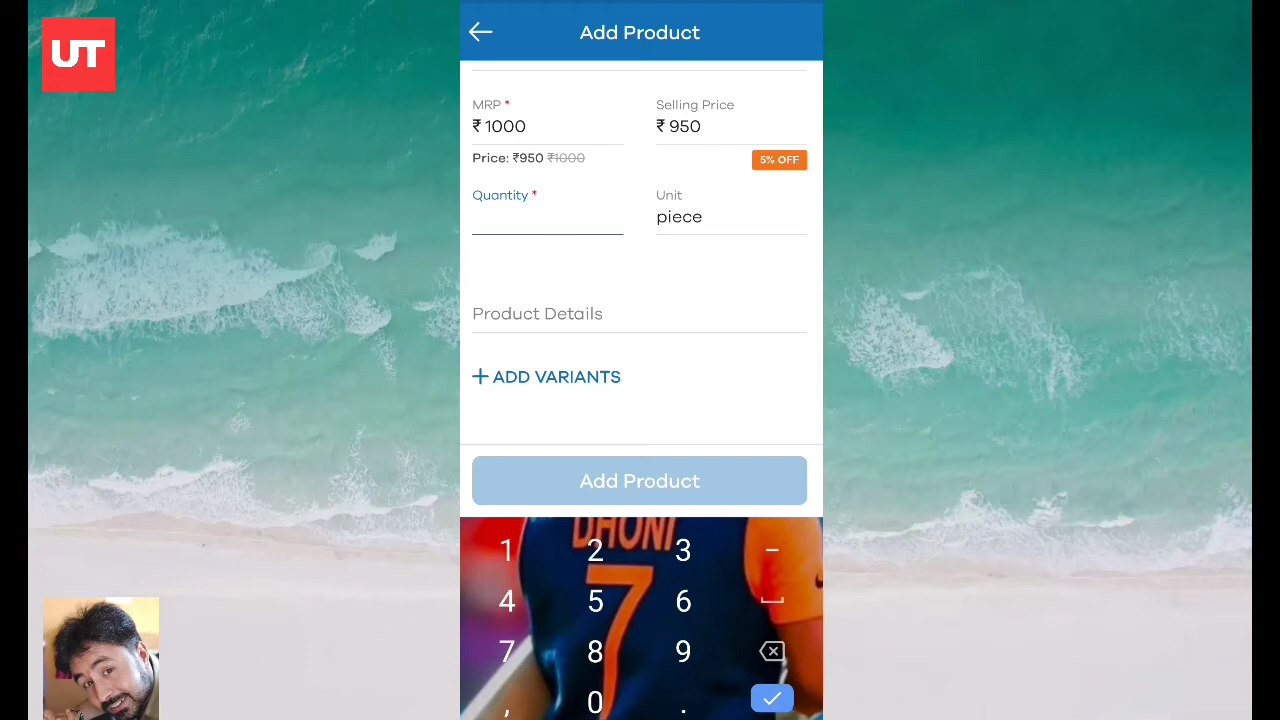 UT
Add Product
MRP * Selling Price
₹ 1000 ₹ 950
Price: ₹950 ₹1000 5% OFF
Quantity * Unit
piece
Product Details
+ ADD VARIANTS
Add Product
DHONI
7
1 2 3 -
4 5 6
7 8 9
, 0 .